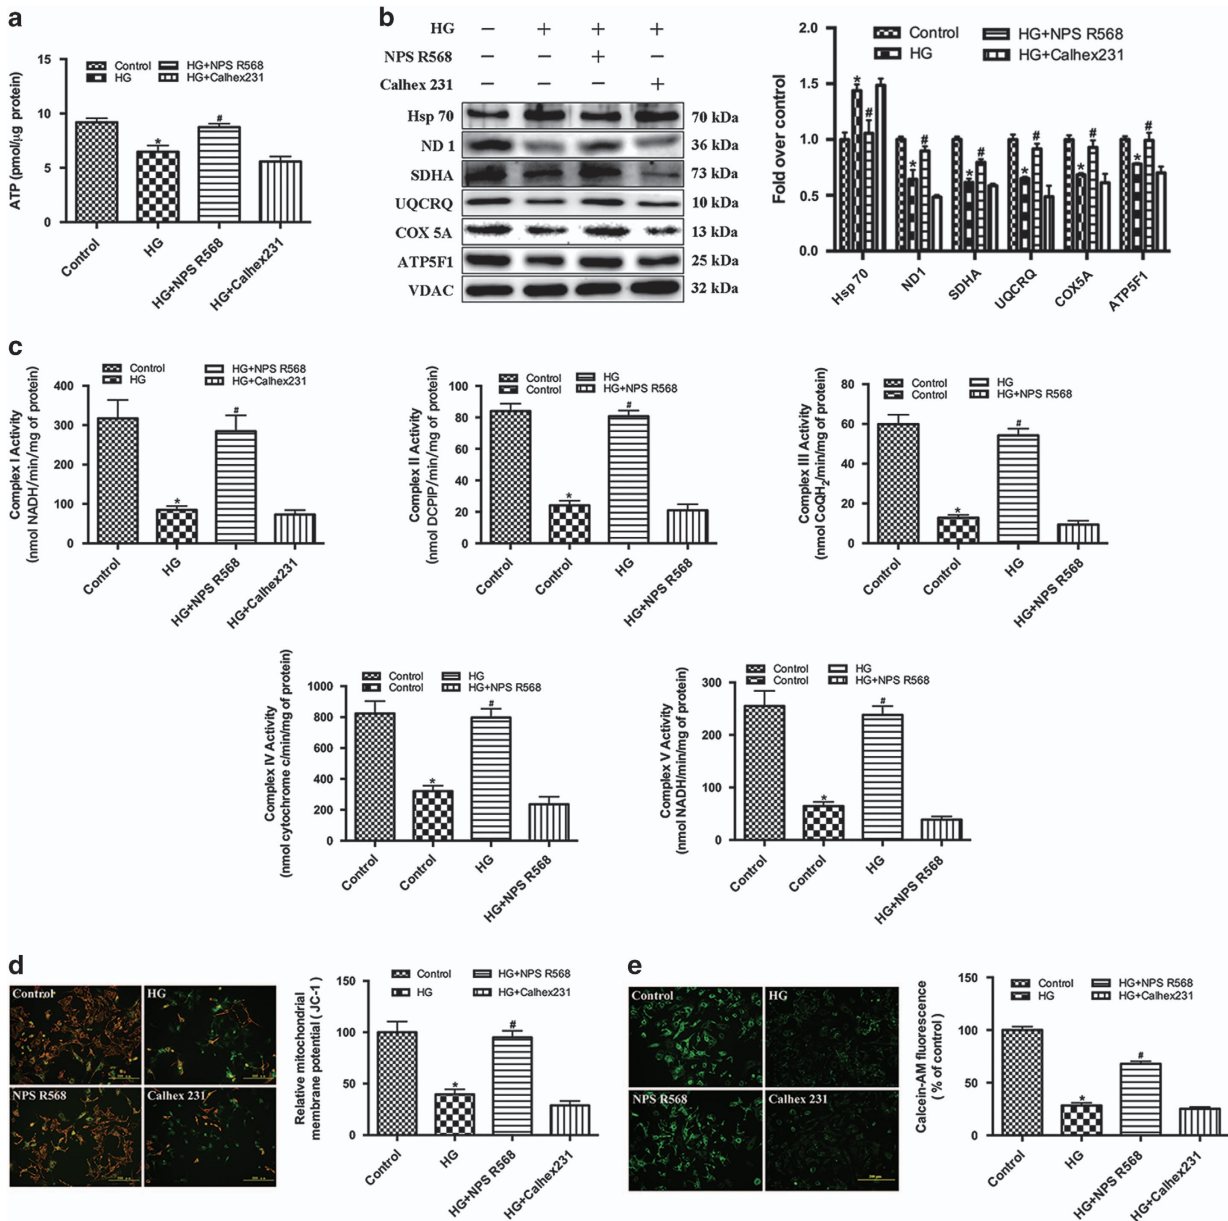 a
ATP (pmol/μg protein)
15
10
5
0
Control
HG
HG+NPS R568
HG+Calhex231
*
#
Control
HG
HG+NPS R568
HG+Calhex231
b
HG − + + +
NPS R568 − − + −
Calhex 231 − − − +
Hsp 70 70 kDa
ND 1 36 kDa
SDHA 73 kDa
UQCRQ 10 kDa
COX 5A 13 kDa
ATP5F1 25 kDa
VDAC 32 kDa
Fold over control
2.0
1.5
1.0
0.5
0.0
Control
HG
HG+NPS R568
HG+Calhex231
* # * # * # * # * # * #
Hsp 70
ND1
SDHA
UQCRQ
COX5A
ATP5F1
c
Complex I Activity
(nmol NADH/min/mg of protein)
400
300
200
100
0
Control
HG
HG+NPS R568
HG+Calhex231
*
#
Control
HG
HG+NPS R568
HG+Calhex231
Complex II Activity
(nmol DCPIP/min/mg of protein)
100
80
60
40
20
0
Control
Control
HG
HG+NPS R568
*
#
Control
Control
HG
HG+NPS R568
Complex III Activity
(nmol CoQH2/min/mg of protein)
80
60
40
20
0
Control
Control
HG
HG+NPS R568
*
#
Control
Control
HG
HG+NPS R568
Complex IV Activity
(nmol cytochrome c/min/mg of protein)
1000
800
600
400
200
0
Control
Control
HG
HG+NPS R568
*
#
Control
Control
HG
HG+NPS R568
Complex V Activity
(nmol NADH/min/mg of protein)
300
200
100
0
Control
Control
HG
HG+NPS R568
*
#
Control
Control
HG
HG+NPS R568
d
Control
HG
NPS R568
Calhex 231
Relative mitochondrial
membrane potential ( JC-1 )
150
100
50
0
Control
HG
HG+NPS R568
HG+Calhex231
*
#
Control
HG
HG+NPS R568
HG+Calhex231
e
Control
HG
NPS R568
Calhex 231
Calcein-AM fluorescence
( % of control)
150
100
50
0
Control
HG
HG+NPS R568
HG+Calhex231
*
#
Control
HG
HG+NPS R568
HG+Calhex231